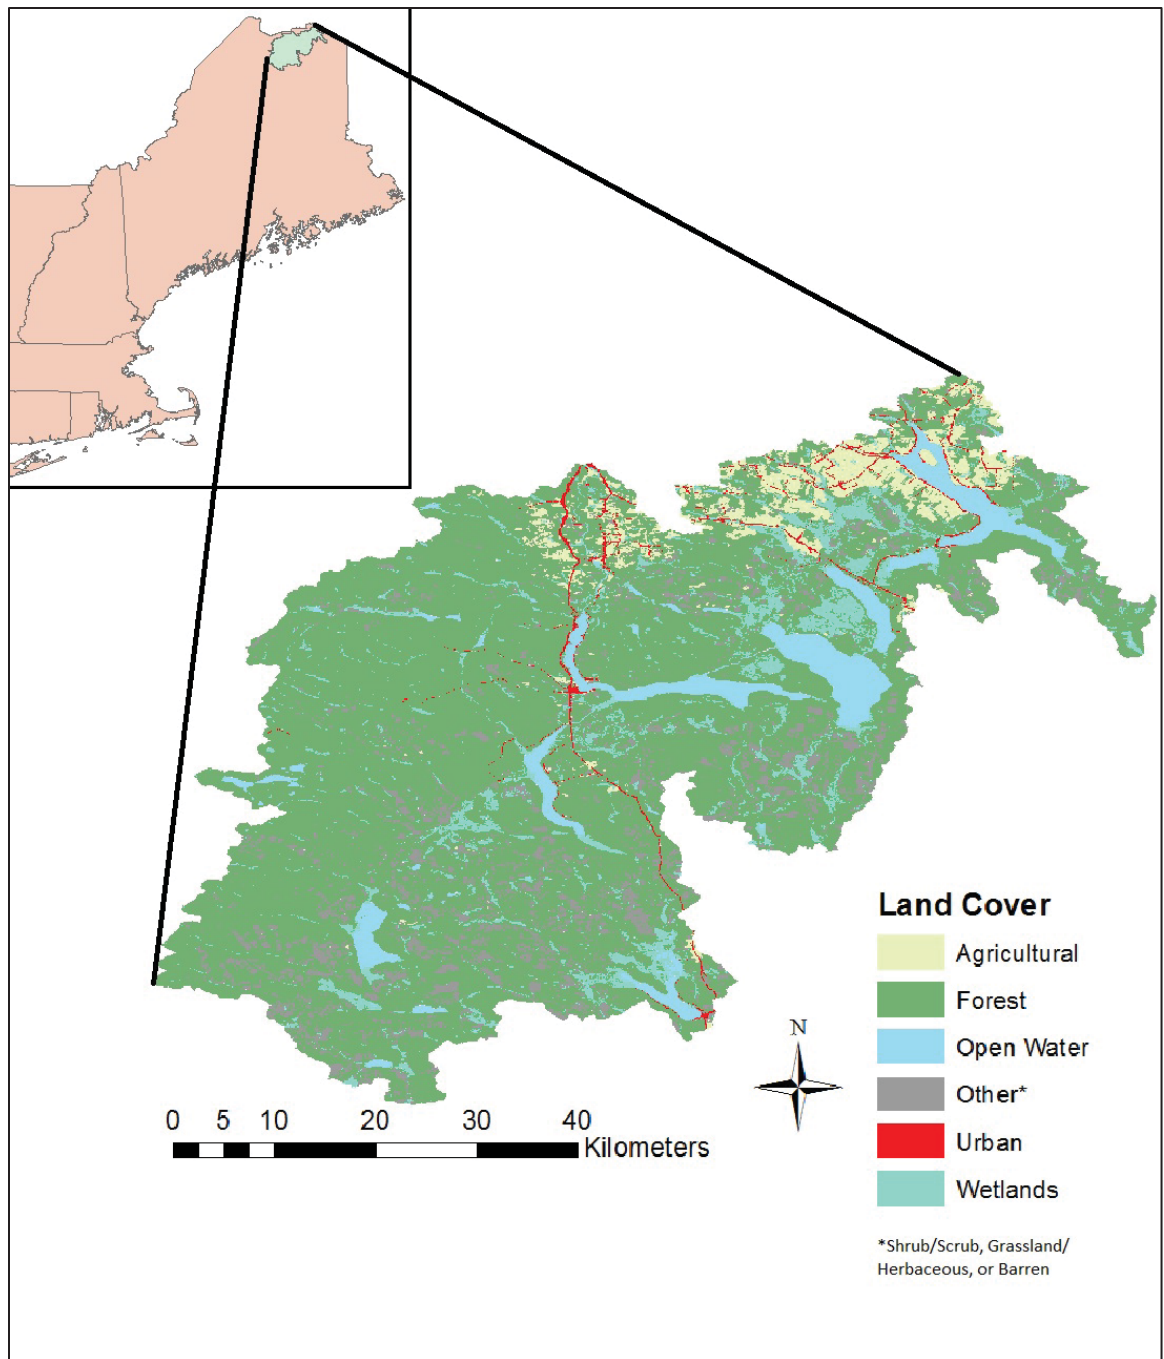 Land Cover
Agricultural
Forest
Open Water
Other*
Urban
Wetlands
*Shrub/Scrub, Grassland/
Herbaceous, or Barren
N
0 5 10 20 30 40
Kilometers